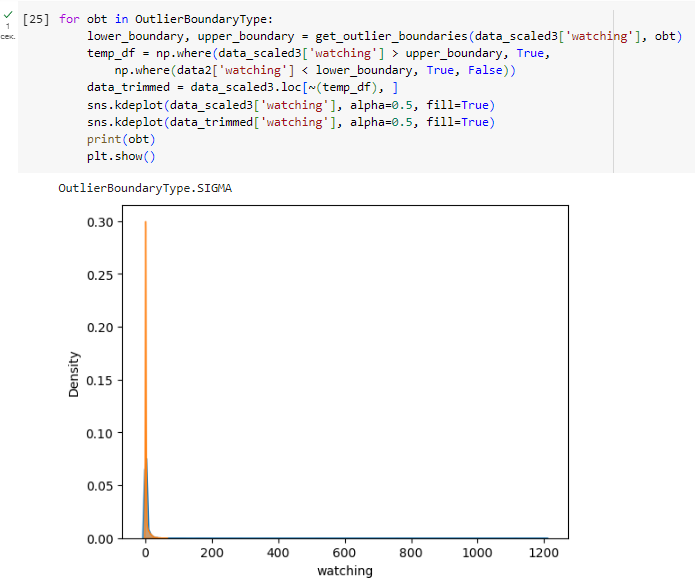 [25] for obt in OutlierBoundaryType:
lower_boundary, upper_boundary = get_outlier_boundaries(data_scaled3['watching'], obt)
1
сек.
temp_df = np.where(data_scaled3['watching'] > upper_boundary, True,
np.where(data2['watching'] < lower_boundary, True, False))
data_trimmed = data_scaled3.loc[~(temp_df), ]
sns.kdeplot(data_scaled3['watching'], alpha=0.5, fill=True)
sns.kdeplot(data_trimmed['watching'], alpha=0.5, fill=True)
print(obt)
plt.show()
OutlierBoundaryType.SIGMA
0.30
0.25
0.20
0.15
0.10
0.05
0.00
Density
0 200 400 600 800 1000 1200
watching